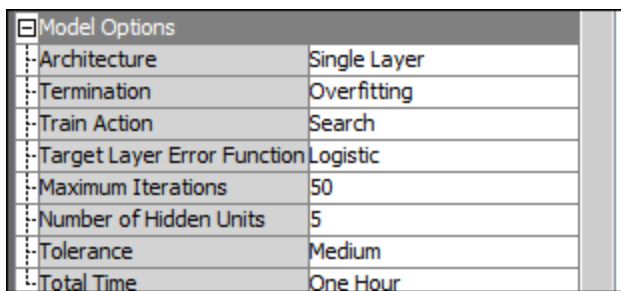 Model Options
Architecture Single Layer
Termination Overfitting
Train Action Search
Target Layer Error Function Logistic
Maximum Iterations 50
Number of Hidden Units 5
Tolerance Medium
Total Time One Hour